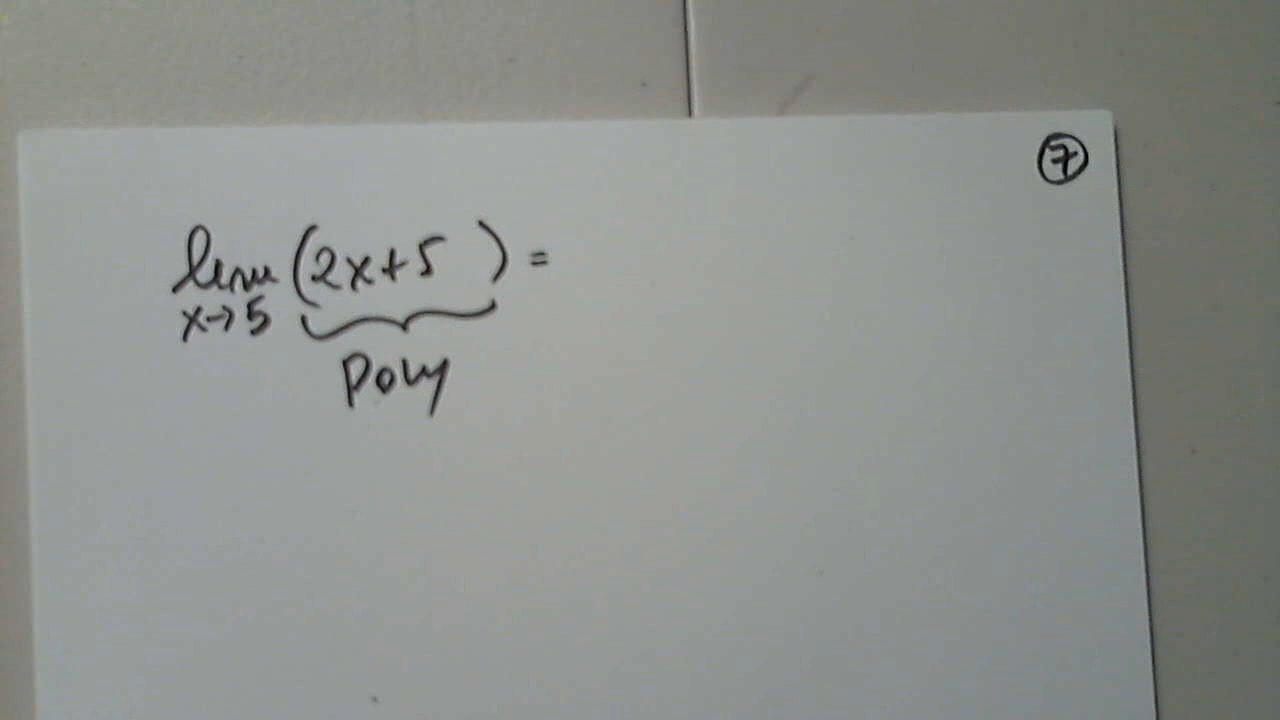 7
lim (2x+5) =
x→5
Poly